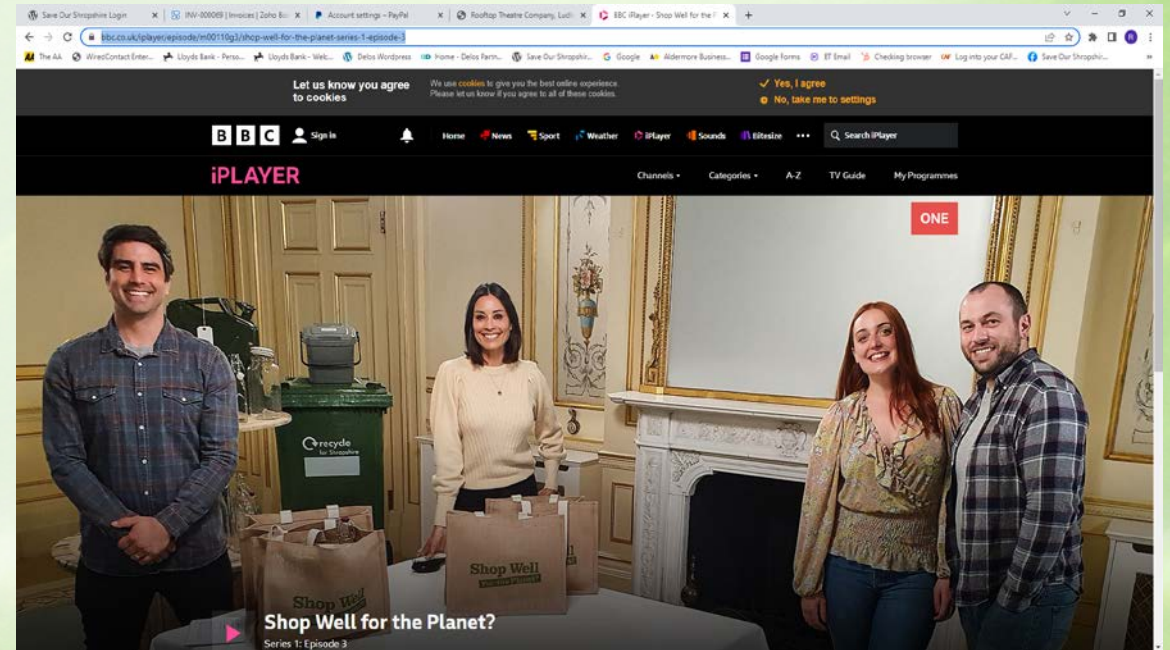 Save Our Shropshire Login
INV-000069 | Invoices | Zoho Bo
Account settings - PayPal
Rooftop Theatre Company, Ludl
BBC iPlayer - Shop Well for the P
bbc.co.uk/iplayer/episode/m00110g3/shop-well-for-the-planet-series-1-episode-3
The AA
WiredContact Enter...
Lloyds Bank - Perso...
Lloyds Bank - Welc...
Delos Wordpress
Home - Delos Partn...
Save Our Shropshir...
Google
Aldermore Business...
Google Forms
BT Email
Checking browser
Log into your CAF...
Save Our Shropshir...
Let us know you agree
to cookies
We use cookies to give you the best online experience.
Please let us know if you agree to all of these cookies.
Yes, I agree
No, take me to settings
BBC
Sign in
Home
News
Sport
Weather
iPlayer
Sounds
Bitesize
Search iPlayer
iPLAYER
Channels
Categories
A-Z
TV Guide
My Programmes
ONE
recycle
for Shropshire
Shop Well
For the Planet?
Shop Well
Shop Well for the Planet?
Series 1: Episode 3